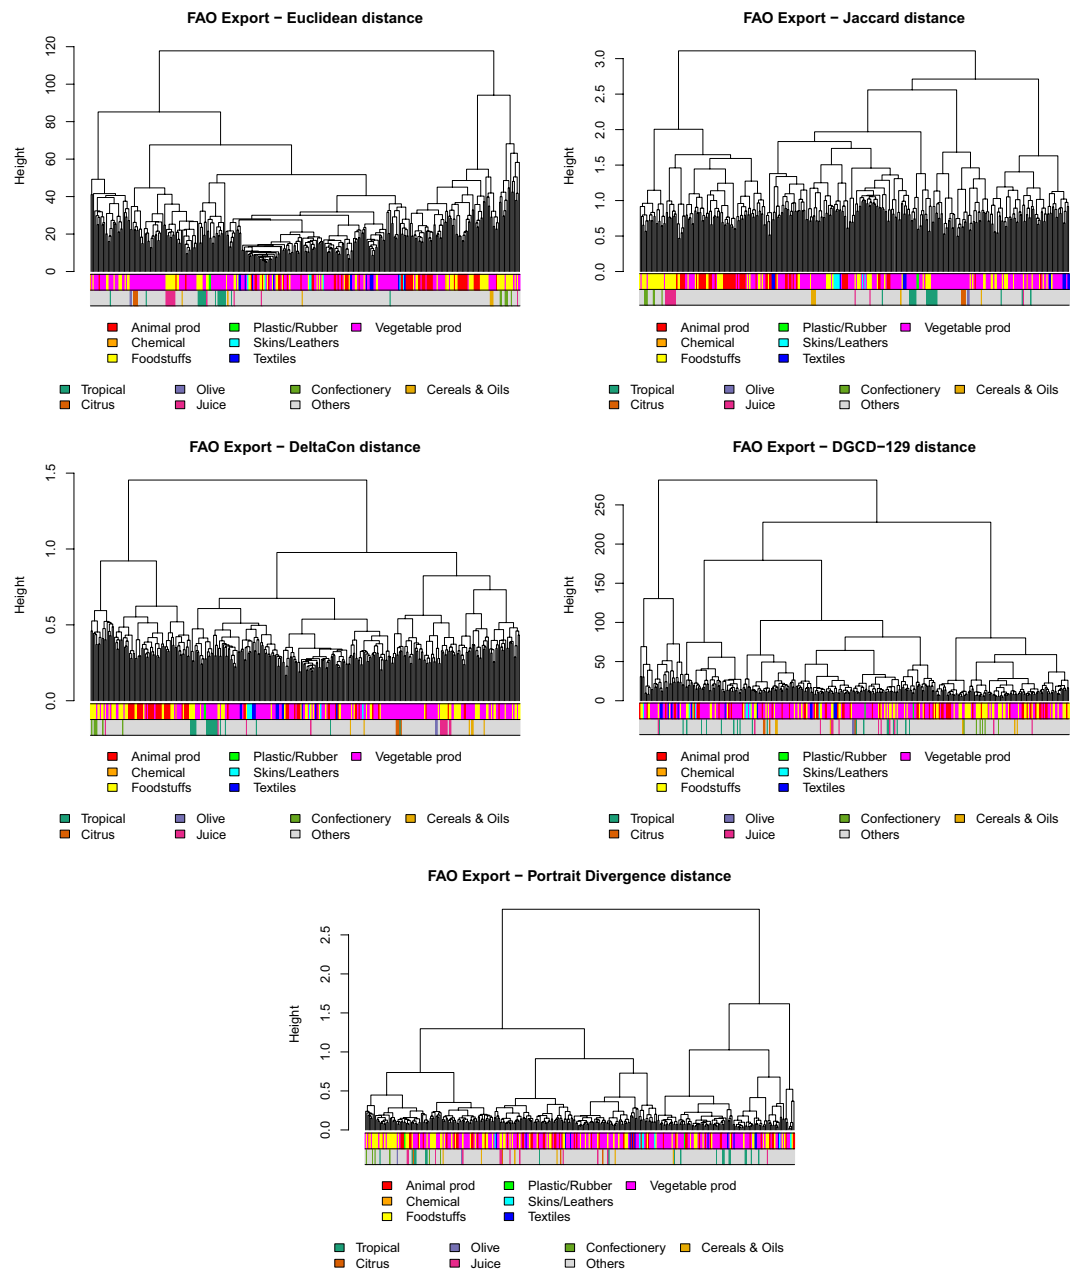 FAO Export − Euclidean distance
Height
0 20 40 60 80 100 120
Animal prod Plastic/Rubber Vegetable prod
Chemical Skins/Leathers
Foodstuffs Textiles
Tropical Olive Confectionery Cereals & Oils
Citrus Juice Others
FAO Export − Jaccard distance
Height
0.0 0.5 1.0 1.5 2.0 2.5 3.0
Animal prod Plastic/Rubber Vegetable prod
Chemical Skins/Leathers
Foodstuffs Textiles
Tropical Olive Confectionery Cereals & Oils
Citrus Juice Others
FAO Export − DeltaCon distance
Height
0.0 0.5 1.0 1.5
Animal prod Plastic/Rubber Vegetable prod
Chemical Skins/Leathers
Foodstuffs Textiles
Tropical Olive Confectionery Cereals & Oils
Citrus Juice Others
FAO Export − DGCD−129 distance
Height
0 50 100 150 200 250
Animal prod Plastic/Rubber Vegetable prod
Chemical Skins/Leathers
Foodstuffs Textiles
Tropical Olive Confectionery Cereals & Oils
Citrus Juice Others
FAO Export − Portrait Divergence distance
Height
0.0 0.5 1.0 1.5 2.0 2.5
Animal prod Plastic/Rubber Vegetable prod
Chemical Skins/Leathers
Foodstuffs Textiles
Tropical Olive Confectionery Cereals & Oils
Citrus Juice Others